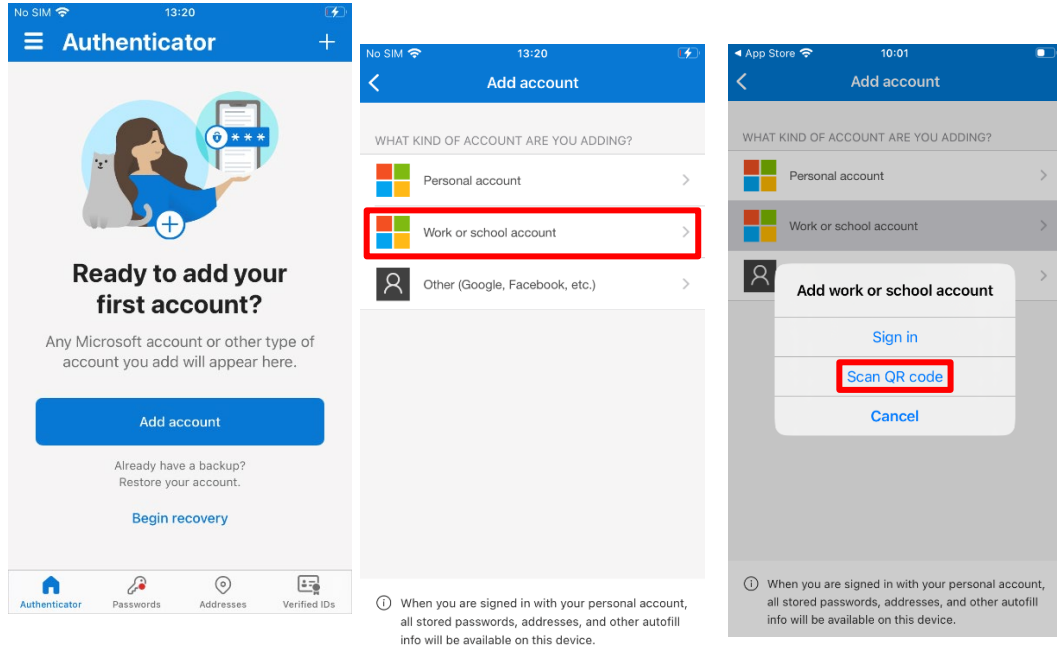 No SIM 13:20
Authenticator
* * *
Ready to add your
first account?
Any Microsoft account or other type of
account you add will appear here.
Add account
Already have a backup?
Restore your account.
Begin recovery
Authenticator Passwords Addresses Verified IDs
No SIM 13:20
Add account
WHAT KIND OF ACCOUNT ARE YOU ADDING?
Personal account
Work or school account
Other (Google, Facebook, etc.)
When you are signed in with your personal account,
all stored passwords, addresses, and other autofill
info will be available on this device.
App Store 10:01
Add account
WHAT KIND OF ACCOUNT ARE YOU ADDING?
Personal account
Work or school account
Add work or school account
Sign in
Scan QR code
Cancel
When you are signed in with your personal account,
all stored passwords, addresses, and other autofill
info will be available on this device.